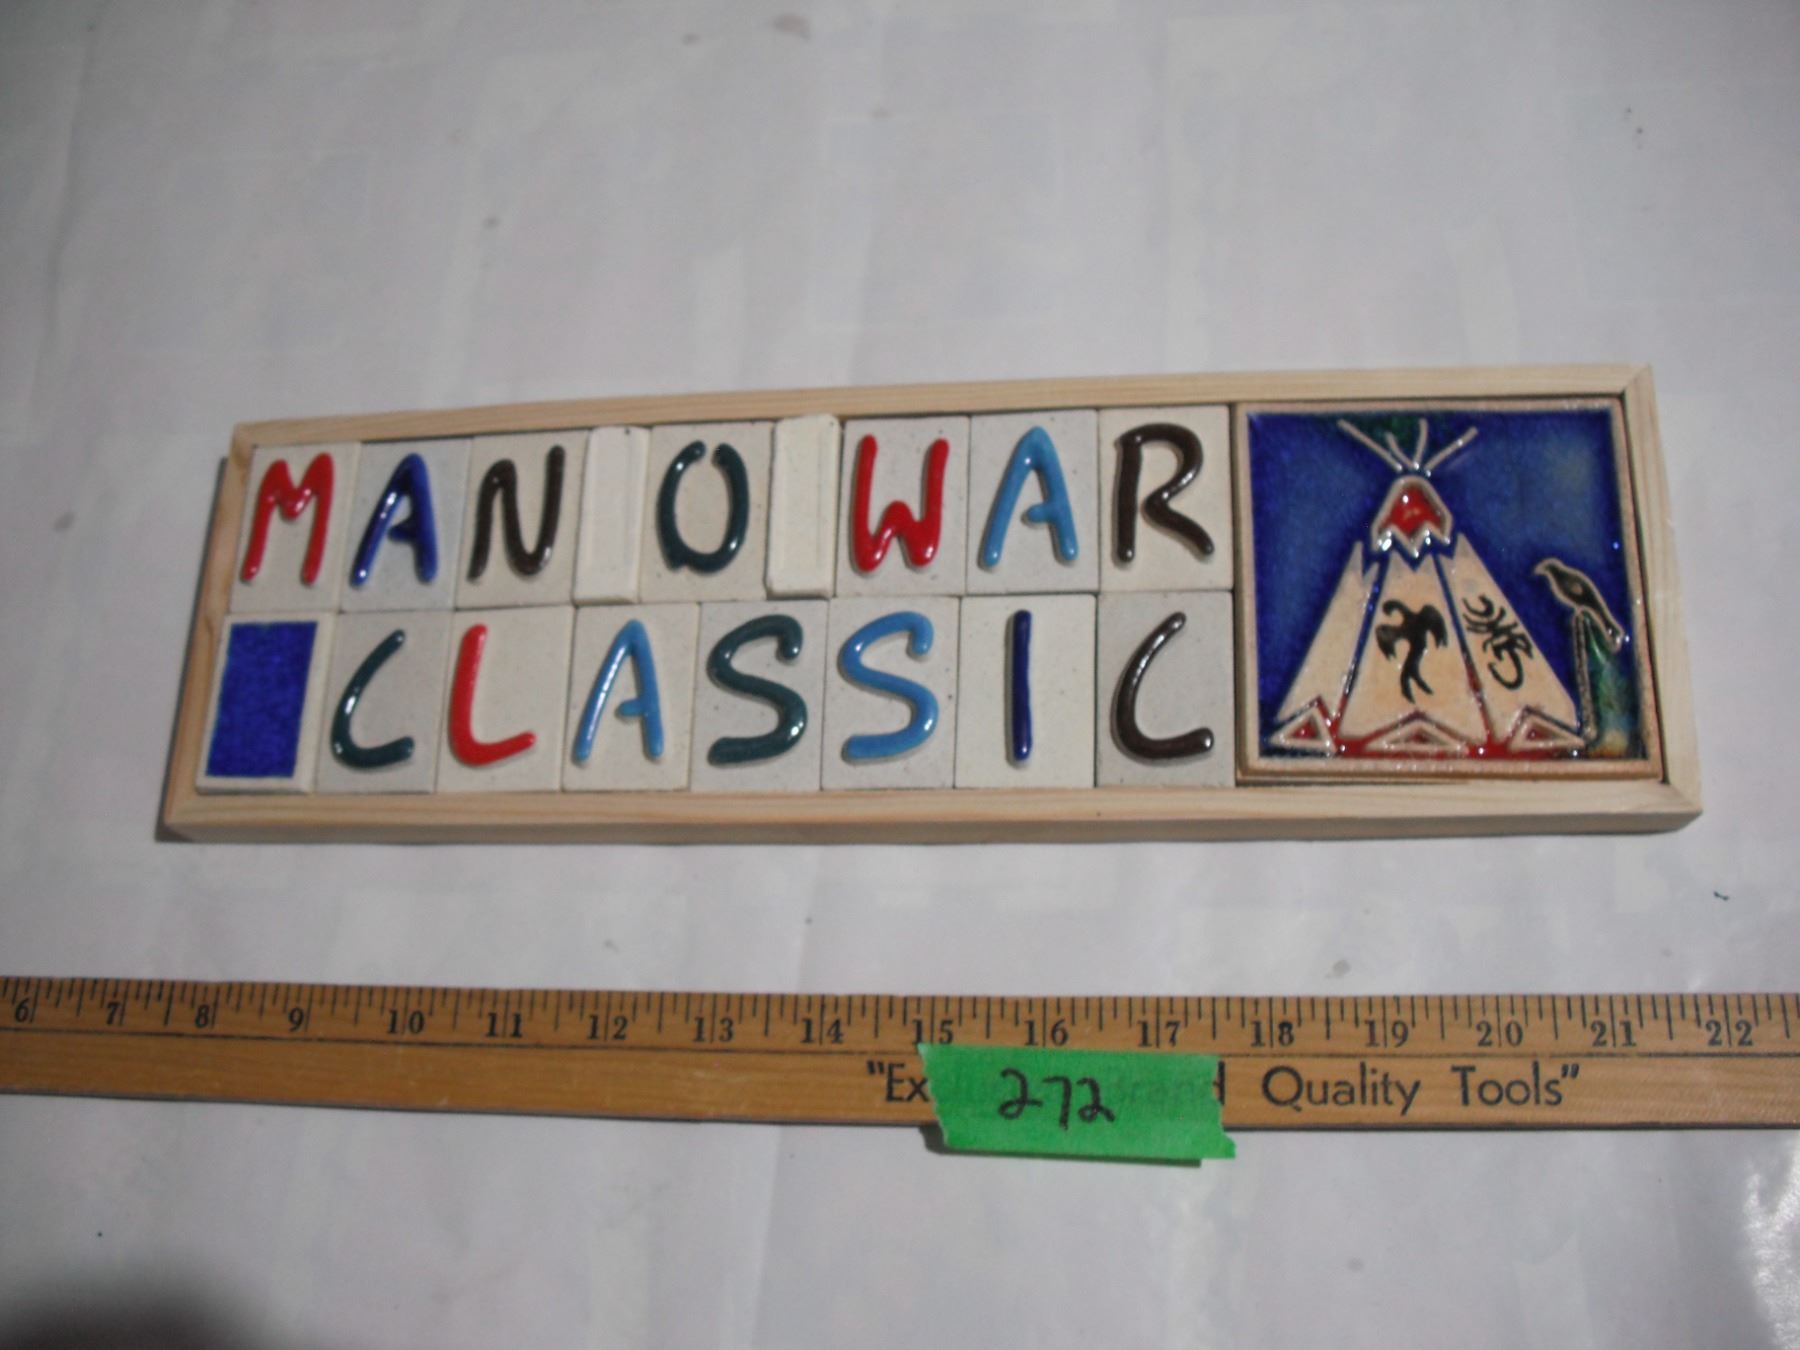 MAN O WAR
CLASSIC
6 7 8 9 10 11 12 13 14 15 16 17 18 19 20 21 22
"Ex Brand Quality Tools"
272